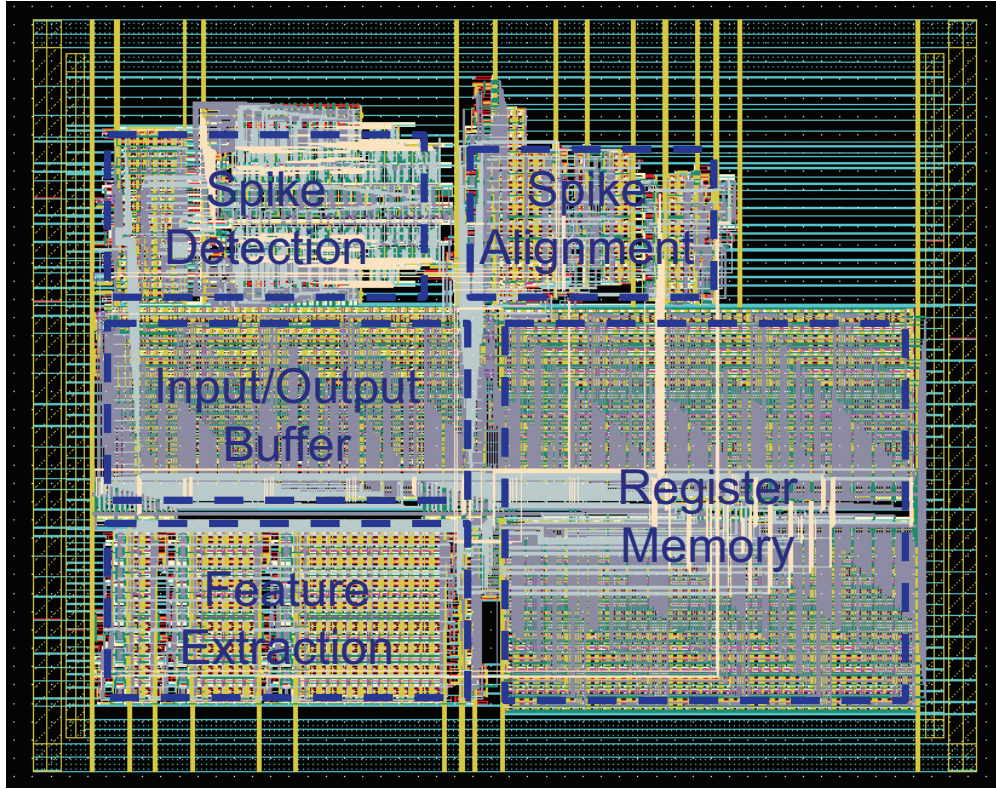 Spike
Detection
Spike
Alignment
Input/Output
Buffer
Register
Memory
Feature
Extraction